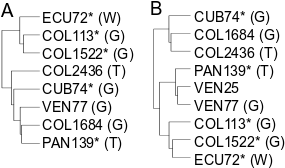 A
ECU72* (W)
COL113* (G)
COL1522* (G)
COL2436 (T)
CUB74* (G)
VEN77 (G)
COL1684 (G)
PAN139* (T)
B
CUB74* (G)
COL1684 (G)
COL2436 (T)
PAN139* (T)
VEN25
VEN77 (G)
COL113* (G)
COL1522* (G)
ECU72* (W)